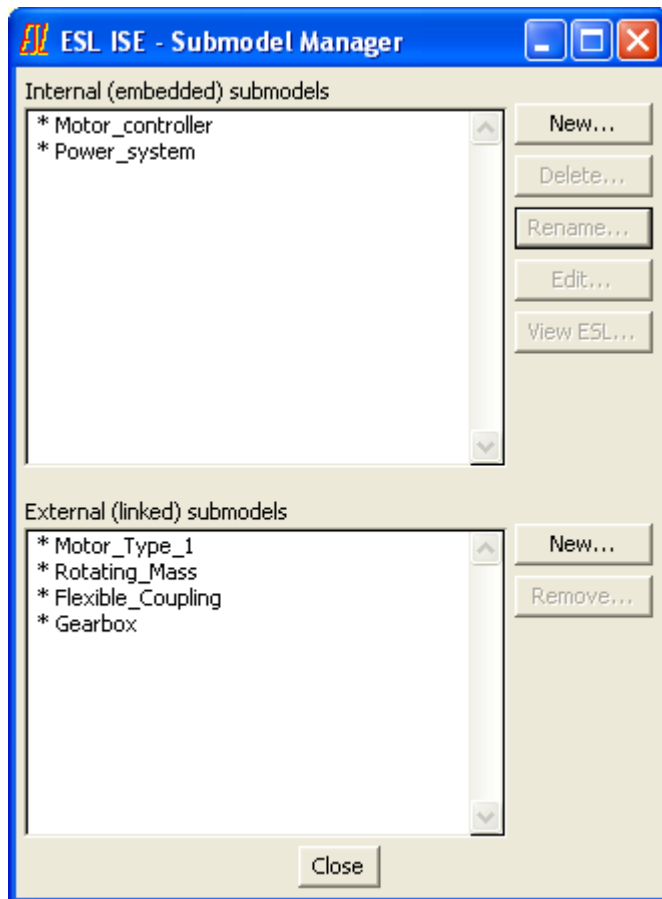 ESL ISE - Submodel Manager
Internal (embedded) submodels
* Motor_controller
* Power_system
New...
Delete...
Rename...
Edit...
View ESL...
External (linked) submodels
* Motor_Type_1
* Rotating_Mass
* Flexible_Coupling
* Gearbox
New...
Remove...
Close